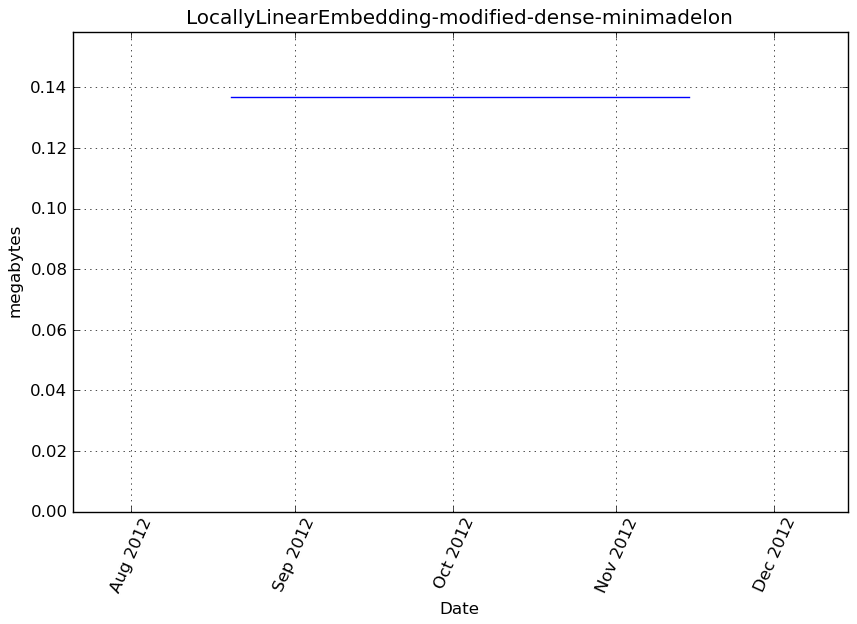 LocallyLinearEmbedding-modified-dense-minimadelon
0.14
0.12
0.10
0.08
0.06
0.04
0.02
0.00
megabytes
Aug 2012
Sep 2012
Oct 2012
Nov 2012
Dec 2012
Date